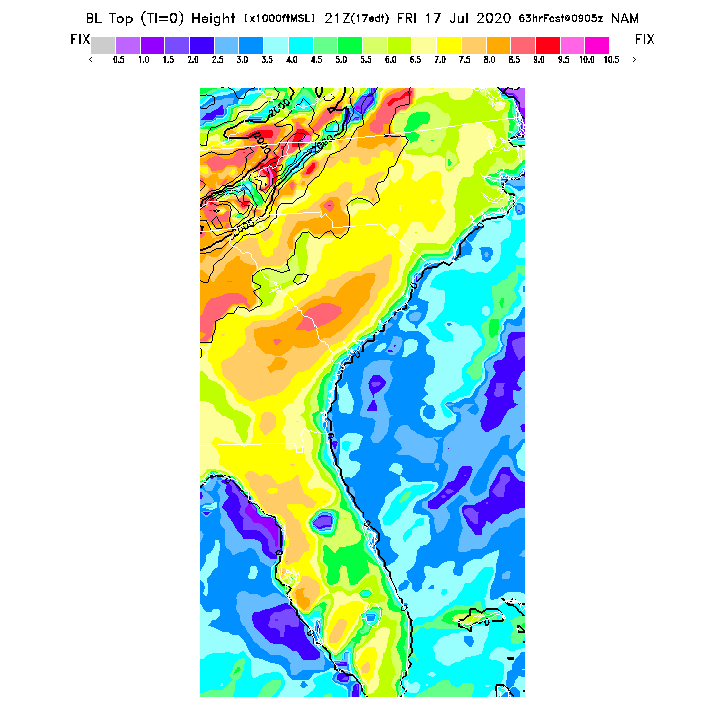 BL Top (TI=0) Height [x1000ftMSL] 21Z(17edt) FRI 17 Jul 2020 63hrFcst@0905z NAM
FIX FIX
< 0.5 1.0 1.5 2.0 2.5 3.0 3.5 4.0 4.5 5.0 5.5 6.0 6.5 7.0 7.5 8.0 8.5 9.0 9.5 10.0 10.5 >
2000
2000
2000